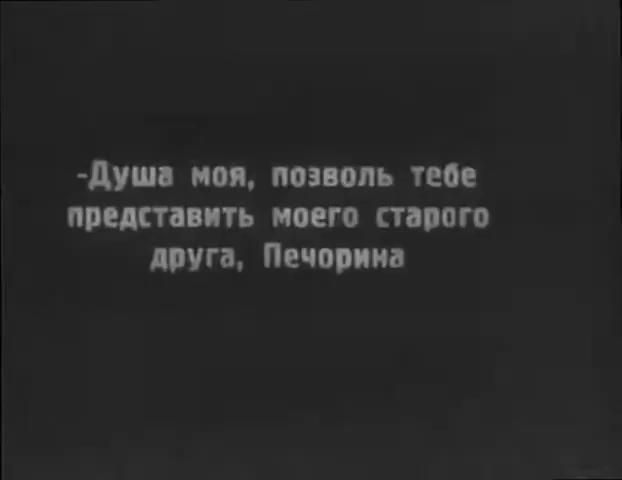 -Душа моя, позволь тебе
представить моего старого
друга, Печорина